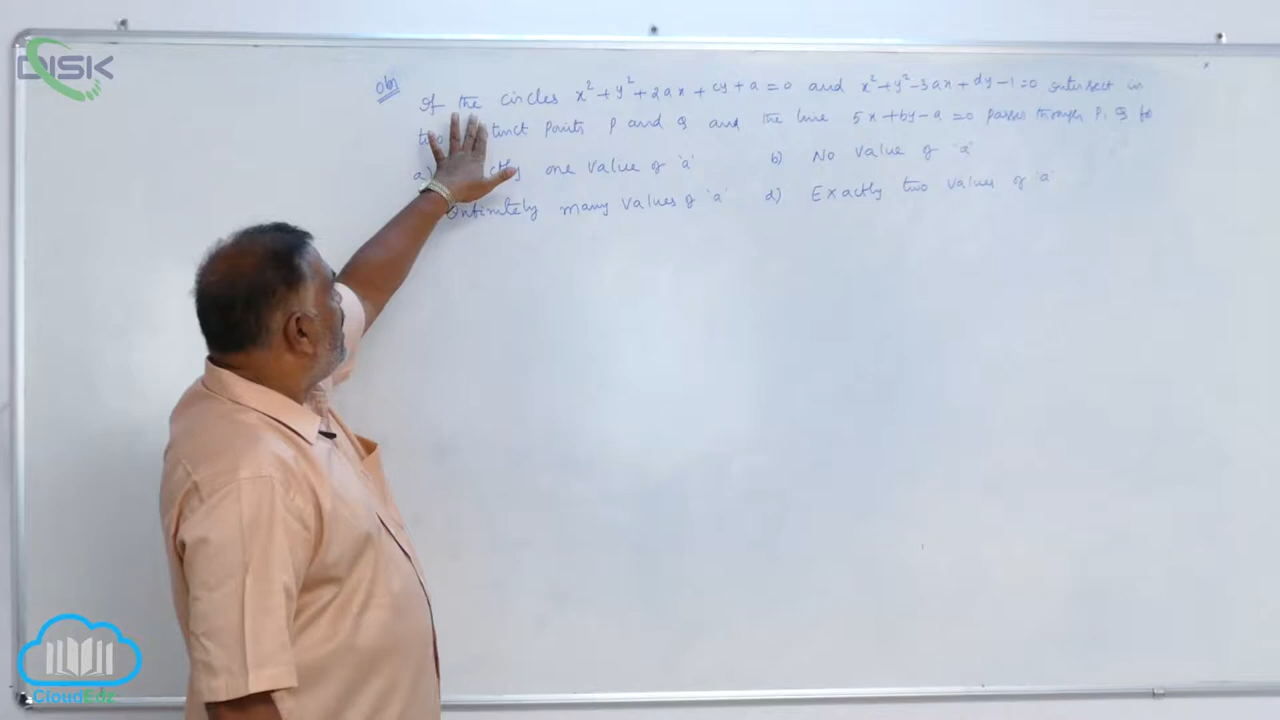 DISK
Obj
If the circles x² + y² + 2ax + cy + a = 0 and x² + y² - 3ax + dy - 1 = 0 intersect in
two distinct points P and Q and the line 5x + by - a = 0 passes through P, Q for
a) one value of 'a' b) No value of 'a'
Infinitely many values of 'a' d) Exactly two values of 'a'
CloudEdz